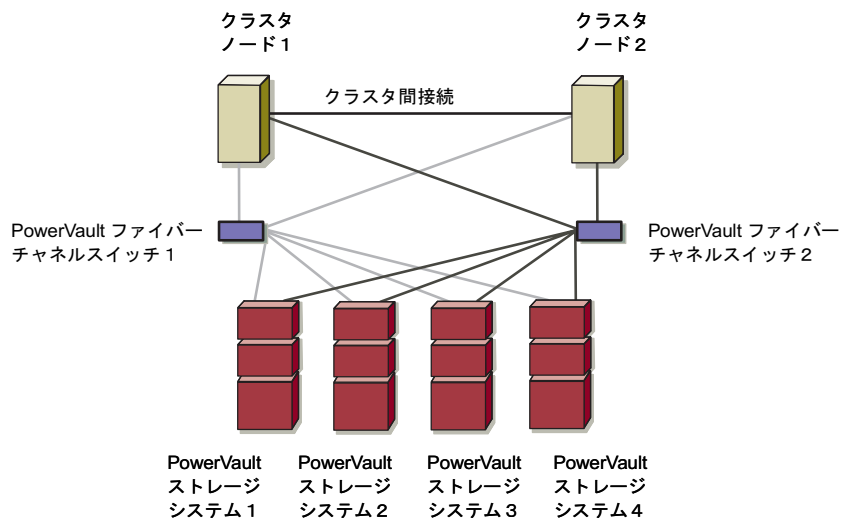 クラスタ
ノード1
クラスタ
ノード2
クラスタ間接続
PowerVault ファイバー
チャネルスイッチ1
PowerVault ファイバー
チャネルスイッチ2
PowerVault
ストレージ
システム1
PowerVault
ストレージ
システム2
PowerVault
ストレージ
システム3
PowerVault
ストレージ
システム4